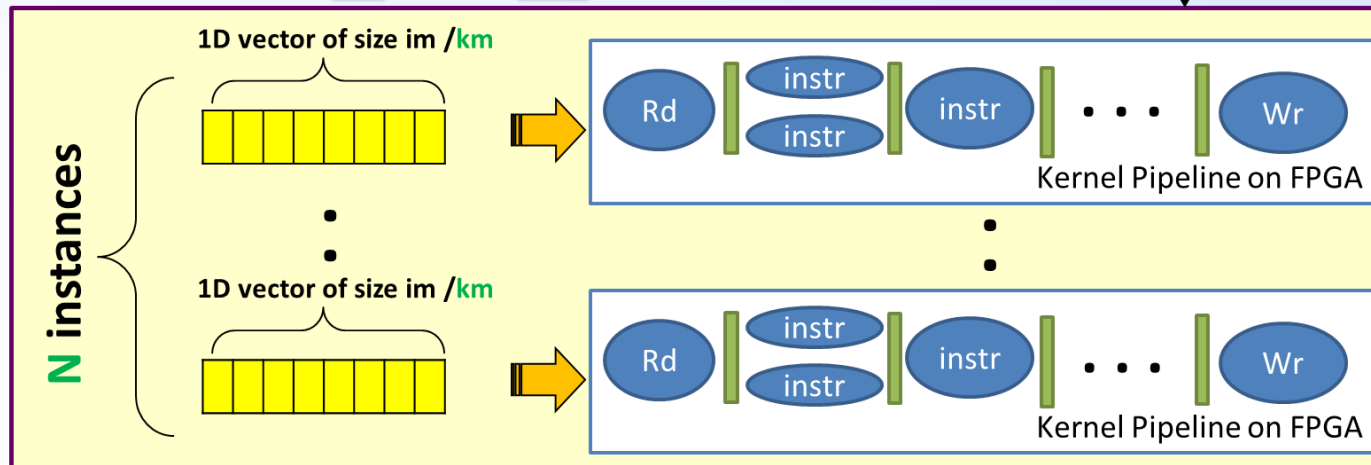 1D vector of size im /km
Rd
instr
instr
instr
. . .
Wr
Kernel Pipeline on FPGA
N instances
1D vector of size im /km
Rd
instr
instr
instr
. . .
Wr
Kernel Pipeline on FPGA